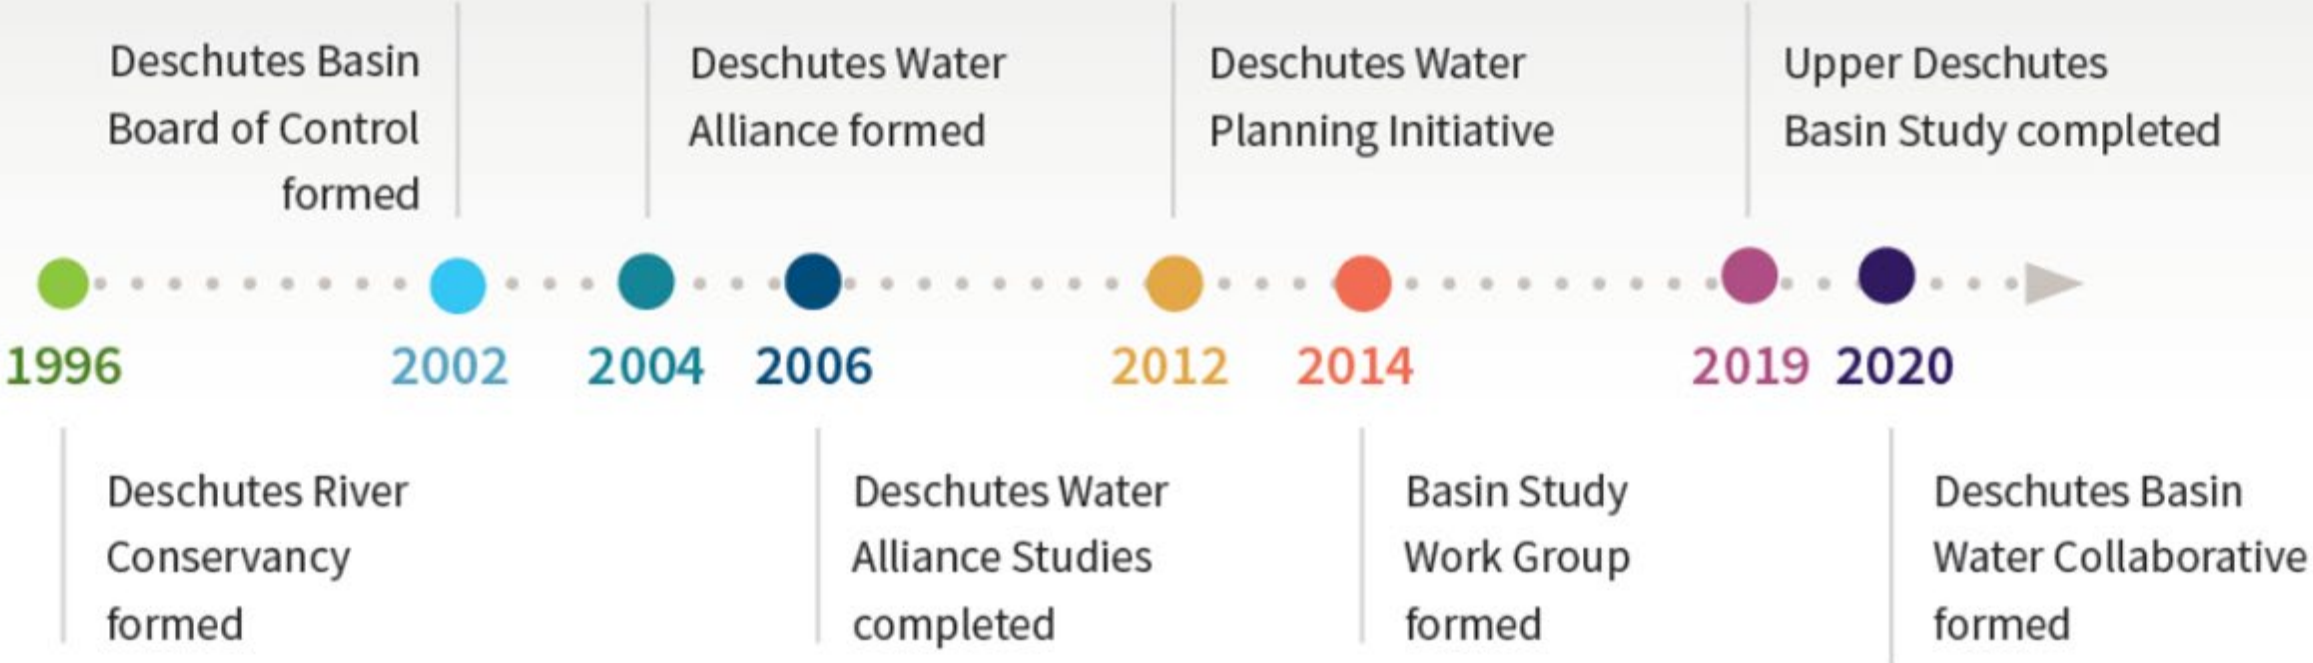 Deschutes Basin
Board of Control
formed
Deschutes Water
Alliance formed
Deschutes Water
Planning Initiative
Upper Deschutes
Basin Study completed
1996
2002
2004
2006
2012
2014
2019
2020
Deschutes River
Conservancy
formed
Deschutes Water
Alliance Studies
completed
Basin Study
Work Group
formed
Deschutes Basin
Water Collaborative
formed